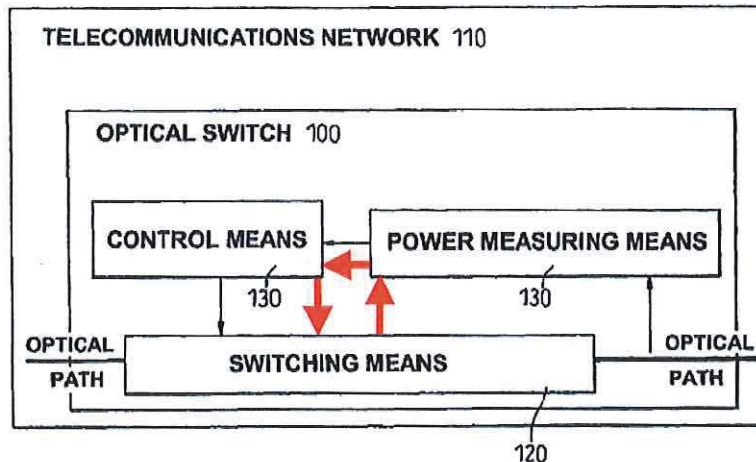 TELECOMMUNICATIONS NETWORK 110
OPTICAL SWITCH 100
CONTROL MEANS
130
POWER MEASURING MEANS
130
OPTICAL
PATH
SWITCHING MEANS
120
OPTICAL
PATH